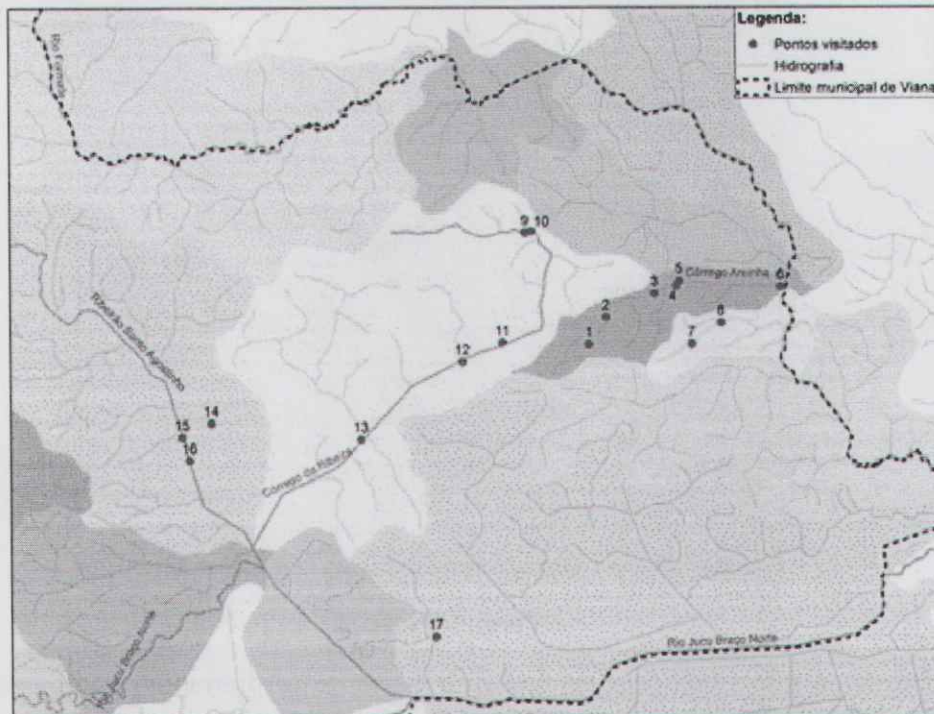 Legenda:
Pontos visitados
Hidrografia
Limite municipal de Viana
Rio Formate
9 10
5 Córrego Areinha
6
3
4
2
8
1
7
11
12
Ribeirão Santo Agostinho
14
15
13
16
Córrego da Ribeira
17
Rio Jucu Braço Norte
Rio Jucu Braço Norte